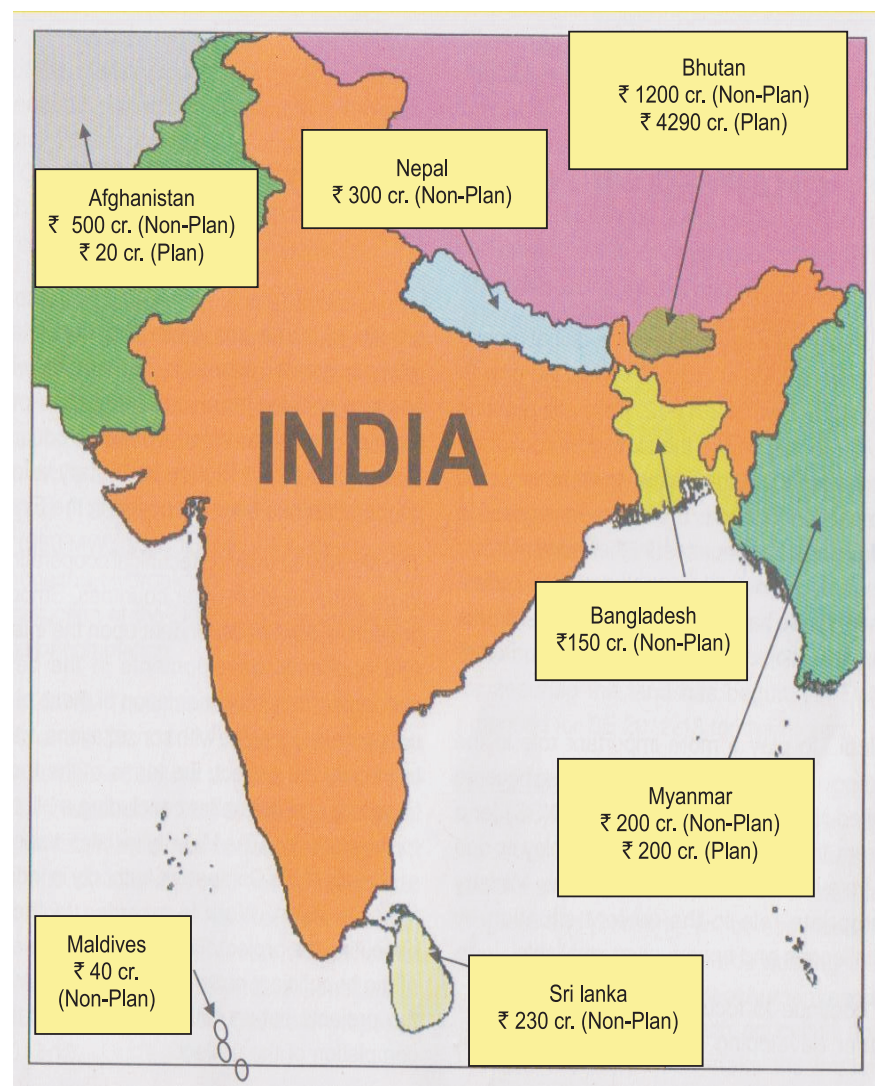 Bhutan
₹ 1200 cr. (Non-Plan)
₹ 4290 cr. (Plan)
Nepal
₹ 300 cr. (Non-Plan)
Afghanistan
₹ 500 cr. (Non-Plan)
₹ 20 cr. (Plan)
INDIA
Bangladesh
₹150 cr. (Non-Plan)
Myanmar
₹ 200 cr. (Non-Plan)
₹ 200 cr. (Plan)
Maldives
₹ 40 cr.
(Non-Plan)
Sri lanka
₹ 230 cr. (Non-Plan)